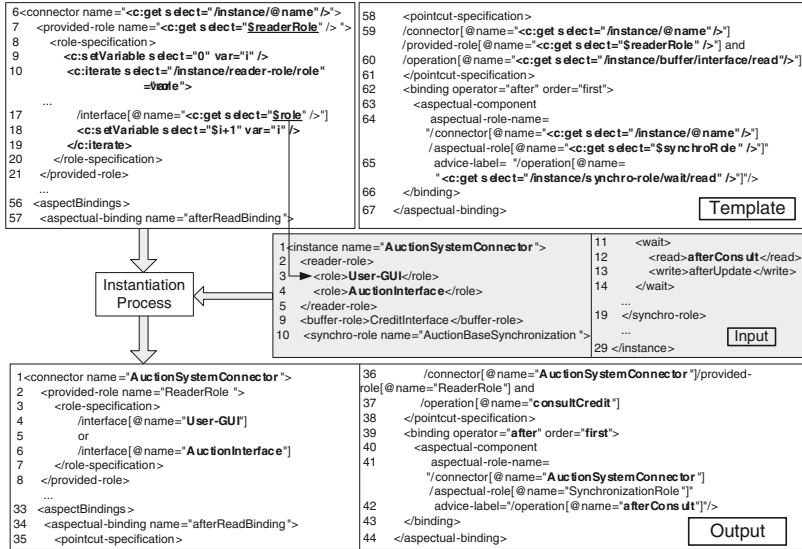 6<connector name="<c:get select="/instance/@name"/>">
7 <provided-role name="<c:get select="$readerRole" /> ">
8 <role-specification>
9 <c:setVariable select="0" var="i" />
10 <c:iterate select="/instance/reader-role/role"
...
17 /interface[@name="<c:get select="$role" />"]
18 <c:setVariable select="$i+1" var="i" />
19 </c:iterate>
20 </role-specification>
21 </provided-role>
...
56 <aspectBindings>
57 <aspectual-binding name="afterReadBinding">
58 <pointcut-specification>
59 /connector[@name="<c:get select="/instance/@name" />"]
/provided-role[@name="<c:get select="$readerRole" />"] and
60 /operation[@name="<c:get select="/instance/buffer/interface/read"/>"]
61 </pointcut-specification>
62 <binding operator="after" order="first">
63 <aspectual-component
64 aspectual-role-name=
"/connector[@name="<c:get select="/instance/@name" />"]
/aspectual-role[@name="<c:get select="$synchroRole" />"]"
65 advice-label= "/operation[@name=
"<c:get select="/instance/synchro-role/wait/read" />"]"/>
66 </binding>
67 </aspectual-binding>
Template
Instantiation
Process
1<instance name="AuctionSystemConnector">
2 <reader-role>
3 <role>User-GUI</role>
4 <role>AuctionInterface</role>
5 </reader-role>
9 <buffer-role>CreditInterface</buffer-role>
10 <synchro-role name="AuctionBaseSynchronization">
11 <wait>
12 <read>afterConsult</read>
13 <write>afterUpdate</write>
14 </wait>
...
19 </synchro-role>
...
29 </instance>
Input
1<connector name="AuctionSystemConnector">
2 <provided-role name="ReaderRole ">
3 <role-specification>
4 /interface[@name="User-GUI"]
5 or
6 /interface[@name="AuctionInterface"]
7 </role-specification>
8 </provided-role>
...
33 <aspectBindings>
34 <aspectual-binding name="afterReadBinding">
35 <pointcut-specification>
36 /connector[@name="AuctionSystemConnector"]/provided-
role[@name="ReaderRole"] and
37 /operation[@name="consultCredit"]
38 </pointcut-specification>
39 <binding operator="after" order="first">
40 <aspectual-component
41 aspectual-role-name=
"/connector[@name="AuctionSystemConnector"]
/aspectual-role[@name="SynchronizationRole"]"
42 advice-label="/operation[@name="afterConsult"]"/>
43 </binding>
44 </aspectual-binding>
Output